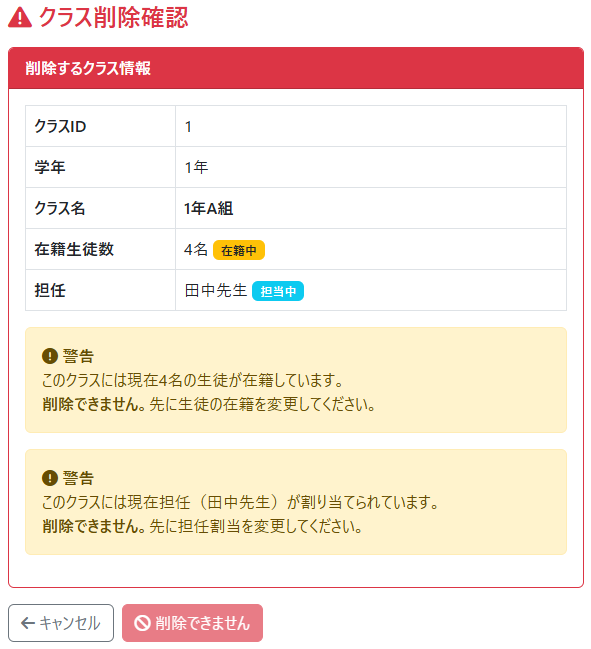 クラス削除確認
削除するクラス情報
クラスID 1
学年 1年
クラス名 1年A組
在籍生徒数 4名 在籍中
担任 田中先生 担当中
警告
このクラスには現在4名の生徒が在籍しています。
削除できません。先に生徒の在籍を変更してください。
警告
このクラスには現在担任（田中先生）が割り当てられています。
削除できません。先に担任割当を変更してください。
キャンセル 削除できません